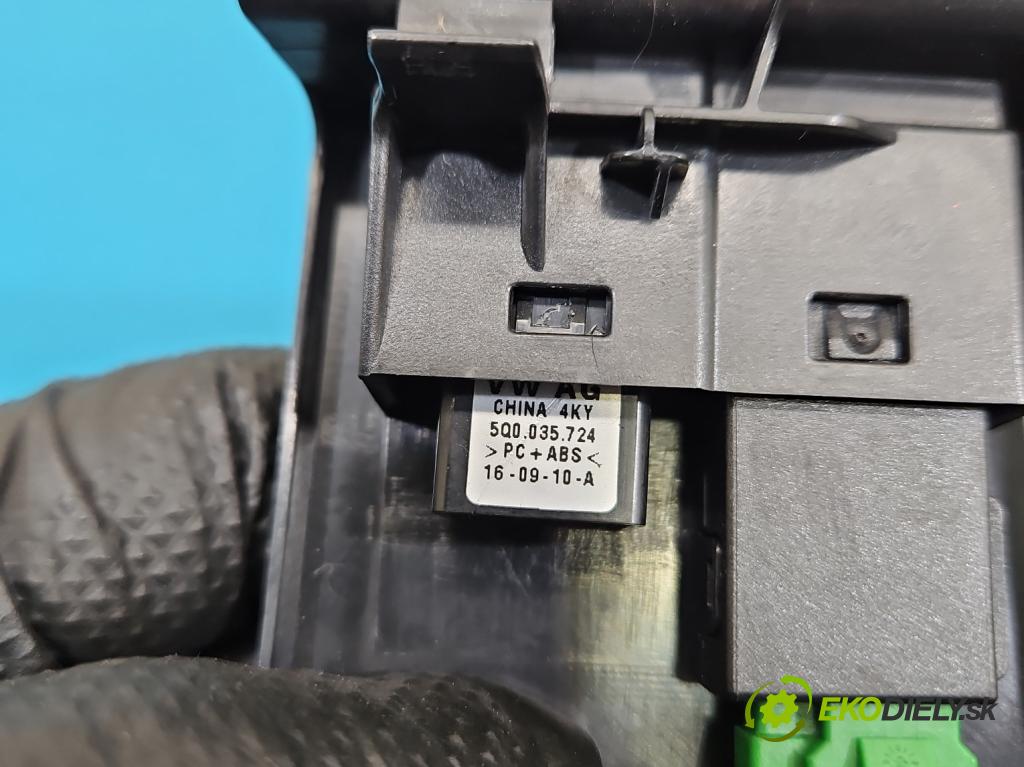 VW AG
CHINA 4KY
5Q0.035.724
>PC+ABS<
16-09-10-A
EKODIELY.SK